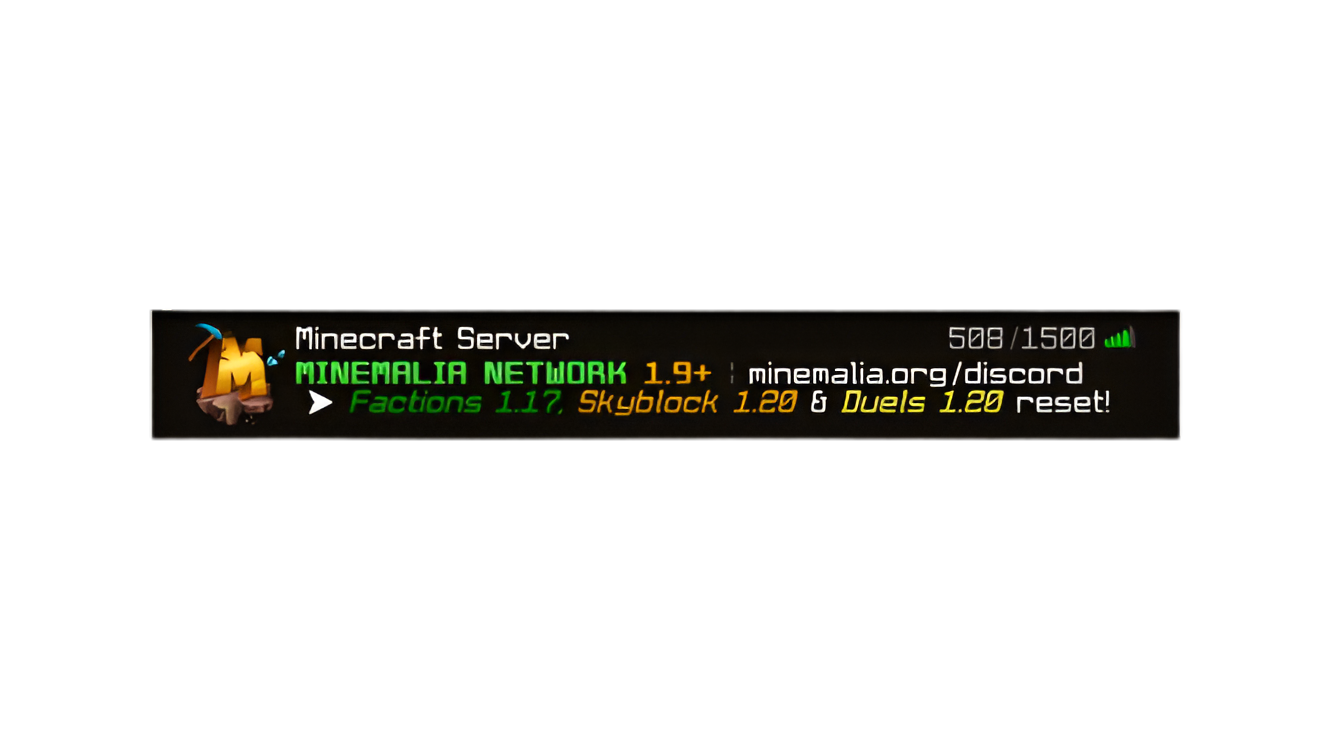 Minecraft Server 508/1500
MINEMALIA NETWORK 1.9+ ¦ minemalia.org/discord
➤ Factions 1.17, Skyblock 1.20 & Duels 1.20 reset!
M